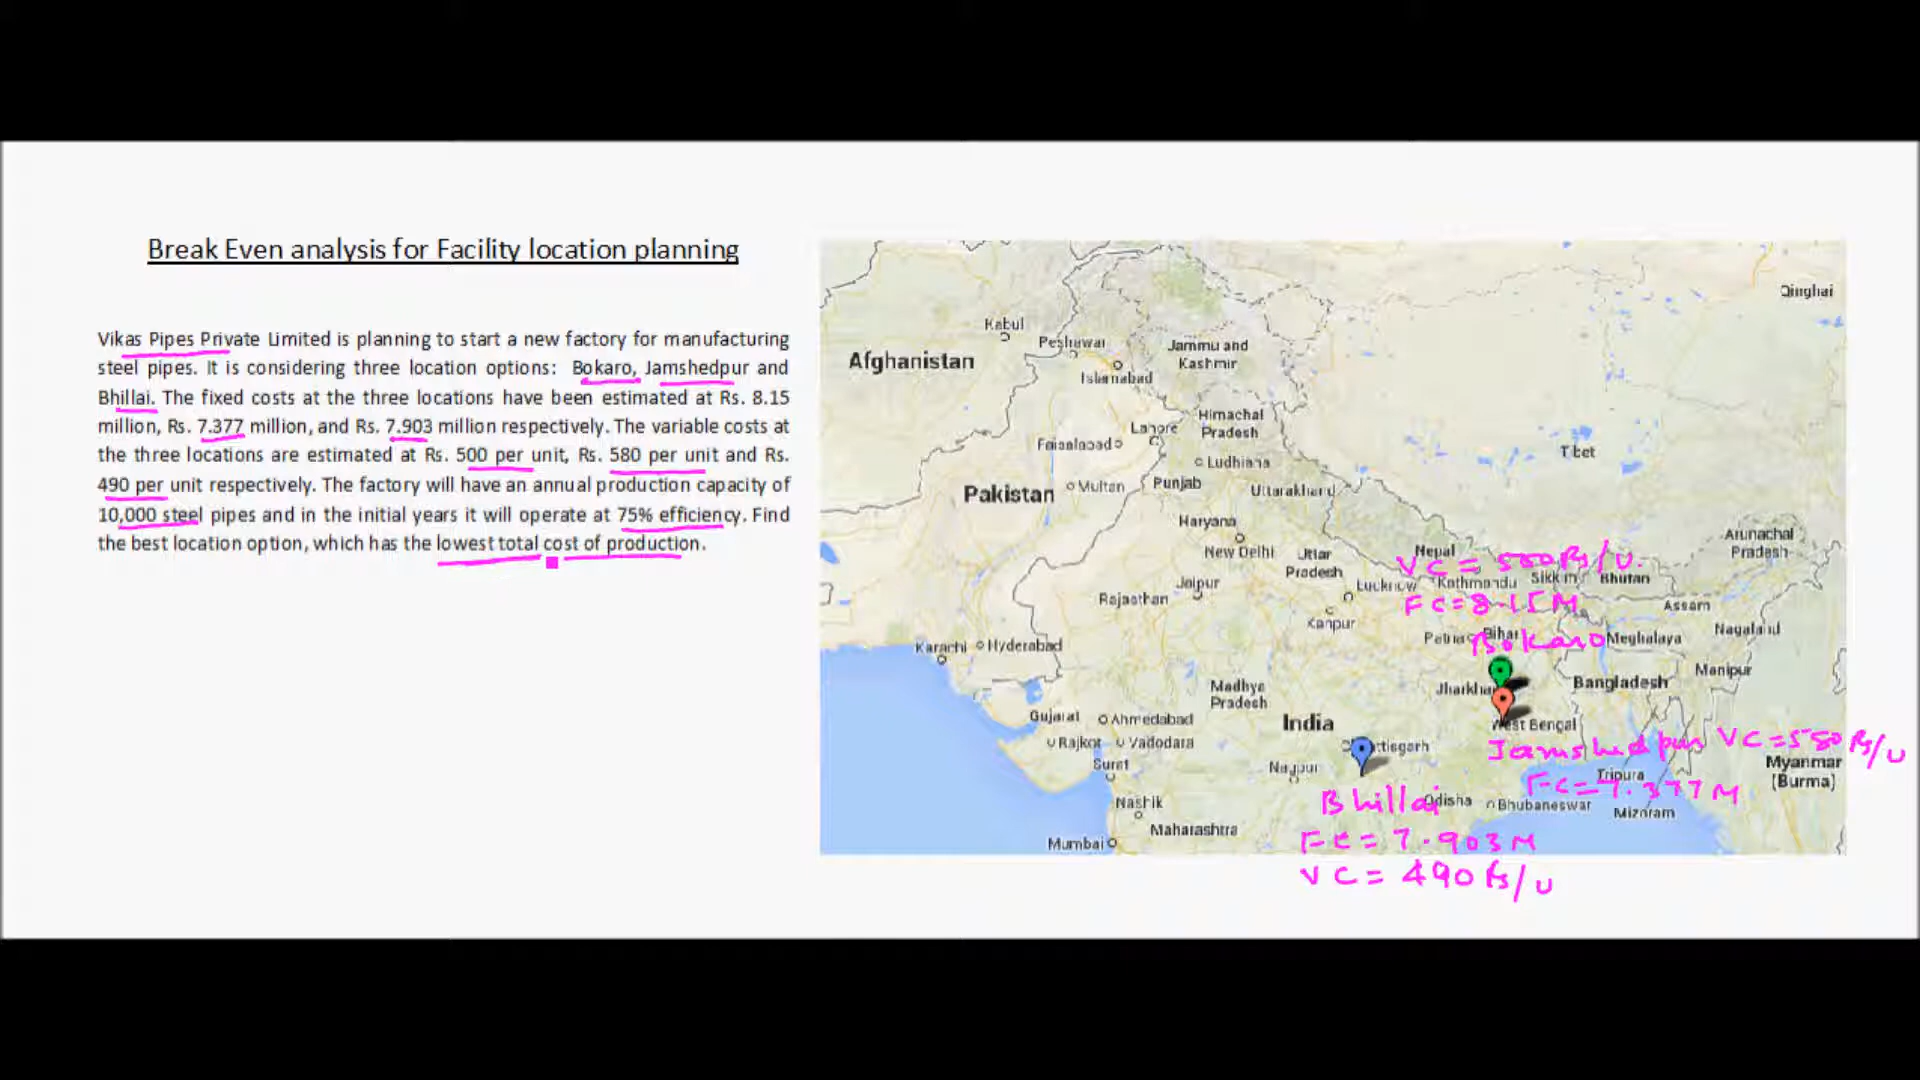 Break Even analysis for Facility location planning
Vikas Pipes Private Limited is planning to start a new factory for manufacturing
steel pipes. It is considering three location options: Bokaro, Jamshedpur and
Bhillai. The fixed costs at the three locations have been estimated at Rs. 8.15
million, Rs. 7.377 million, and Rs. 7.903 million respectively. The variable costs at
the three locations are estimated at Rs. 500 per unit, Rs. 580 per unit and Rs.
490 per unit respectively. The factory will have an annual production capacity of
10,000 steel pipes and in the initial years it will operate at 75% efficiency. Find
the best location option, which has the lowest total cost of production.
Qinghai
Kabul
Peshawar
Jammu and
Kashmir
Afghanistan
Islamabad
Himachal
Pradesh
Lahore
Faisalabad
Tibet
Ludhiana
Pakistan
Multan
Punjab
Uttarakhand
Haryana
Arunachal
Pradesh
New Delhi
Uttar
Pradesh
Nepal
VC = 500 Rs/U.
Jaipur
Lucknow
Kathmandu
Sikkim
Bhutan
Rajasthan
FC = 8.15 M
Assam
Kanpur
Patna
Bihar
Nagaland
Bokaro
Meghalaya
Karachi
Hyderabad
Manipur
Madhya
Pradesh
Bangladesh
Gujarat
Ahmedabad
India
West Bengal
Rajkot
Vadodara
Jamshedpur VC = 580 Rs/U
Surat
Nagpur
Myanmar
(Burma)
Tripura
FC = 7.377 M
Nashik
Bhillai
Odisha
Bhubaneswar
Mizoram
Maharashtra
Mumbai
FC = 7.903 M
VC = 490 Rs/U